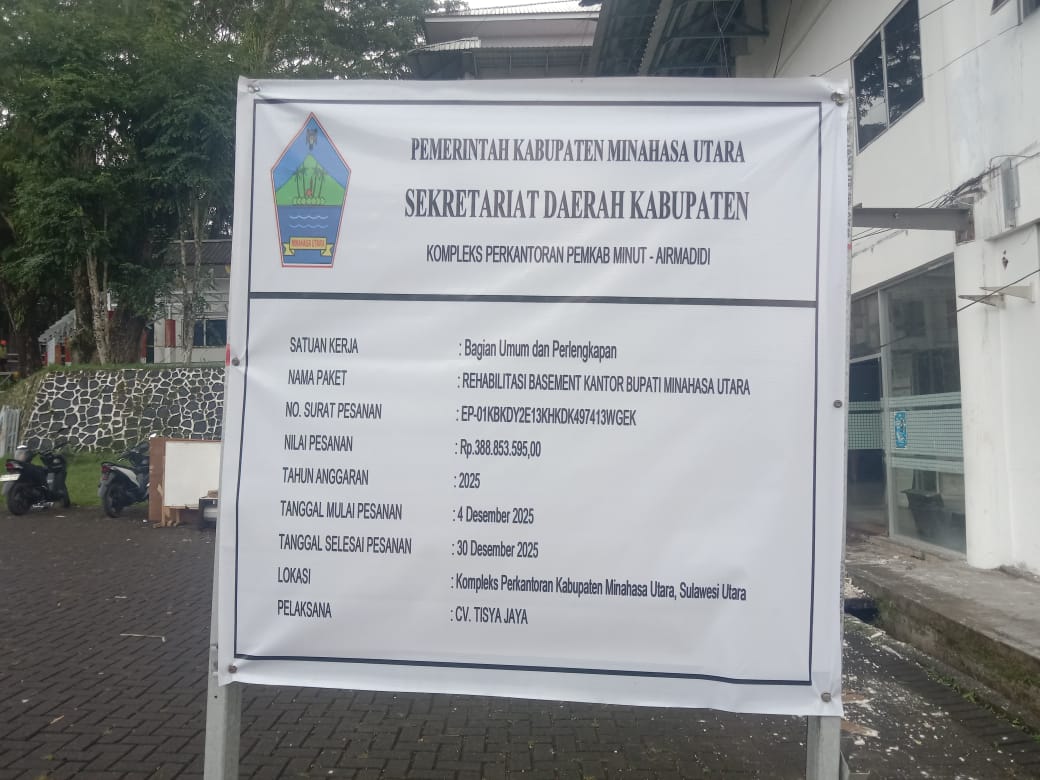 PEMERINTAH KABUPATEN MINAHASA UTARA
SEKRETARIAT DAERAH KABUPATEN
KOMPLEKS PERKANTORAN PEMKAB MINUT - AIRMADIDI
MINAHASA UTARA
SATUAN KERJA : Bagian Umum dan Perlengkapan
NAMA PAKET : REHABILITASI BASEMENT KANTOR BUPATI MINAHASA UTARA
NO. SURAT PESANAN : EP-01KBKDY2E13KHKDK497413WGEK
NILAI PESANAN : Rp.388.853.595,00
TAHUN ANGGARAN : 2025
TANGGAL MULAI PESANAN : 4 Desember 2025
TANGGAL SELESAI PESANAN : 30 Desember 2025
LOKASI : Kompleks Perkantoran Kabupaten Minahasa Utara, Sulawesi Utara
PELAKSANA : CV. TISYA JAYA